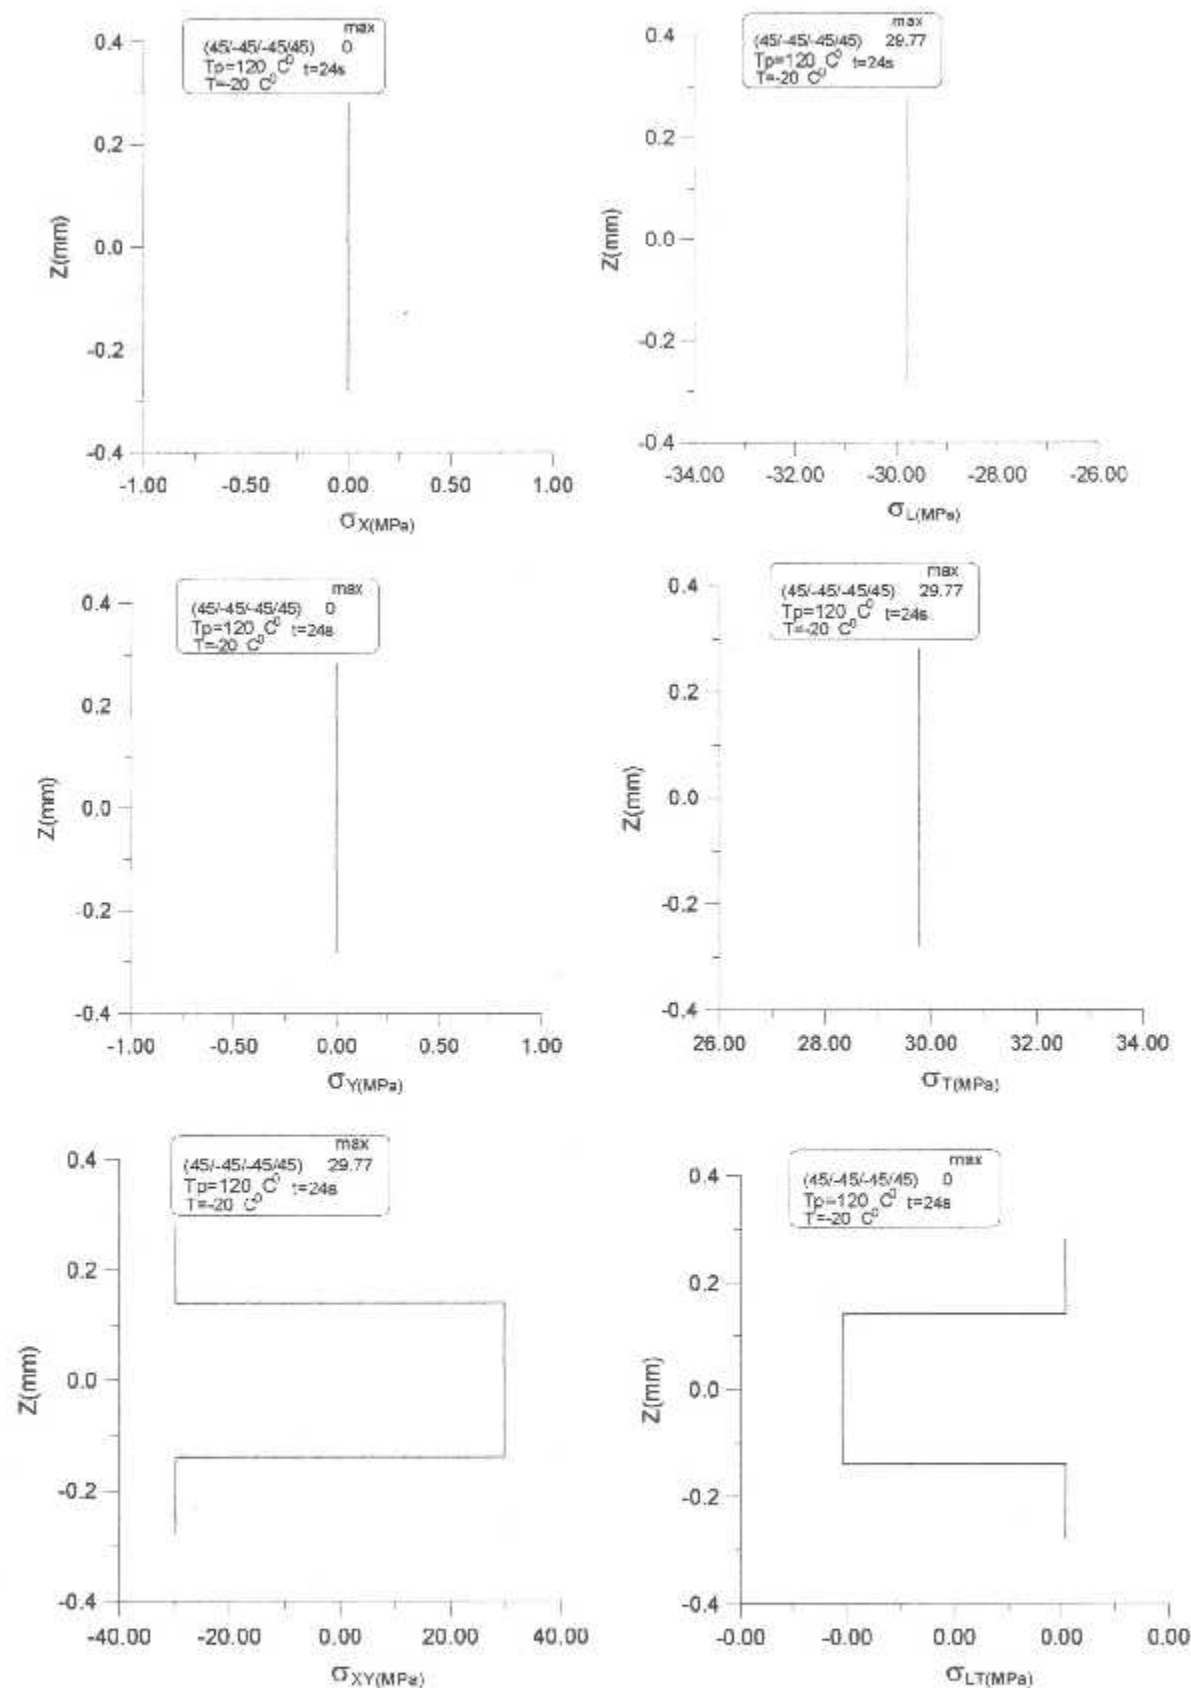 max
(45/-45/-45/45) 0
Tp=120 C⁰ t=24s
T=-20 C⁰
0.4
0.2
0.0
-0.2
-0.4
Z(mm)
-1.00 -0.50 0.00 0.50 1.00
σX(MPa)
max
(45/-45/-45/45) 29.77
Tp=120 C⁰ t=24s
T=-20 C⁰
0.4
0.2
0.0
-0.2
-0.4
Z(mm)
-34.00 -32.00 -30.00 -28.00 -26.00
σL(MPa)
max
(45/-45/-45/45) 0
Tp=120 C⁰ t=24s
T=-20 C⁰
0.4
0.2
0.0
-0.2
-0.4
Z(mm)
-1.00 -0.50 0.00 0.50 1.00
σY(MPa)
max
(45/-45/-45/45) 29.77
Tp=120 C⁰ t=24s
T=-20 C⁰
0.4
0.2
0.0
-0.2
-0.4
Z(mm)
26.00 28.00 30.00 32.00 34.00
σT(MPa)
max
(45/-45/-45/45) 29.77
Tp=120 C⁰ t=24s
T=-20 C⁰
0.4
0.2
0.0
-0.2
-0.4
Z(mm)
-40.00 -20.00 0.00 20.00 40.00
σXY(MPa)
max
(45/-45/-45/45) 0
Tp=120 C⁰ t=24s
T=-20 C⁰
0.4
0.2
0.0
-0.2
-0.4
Z(mm)
-0.00 -0.00 0.00 0.00 0.00
σLT(MPa)